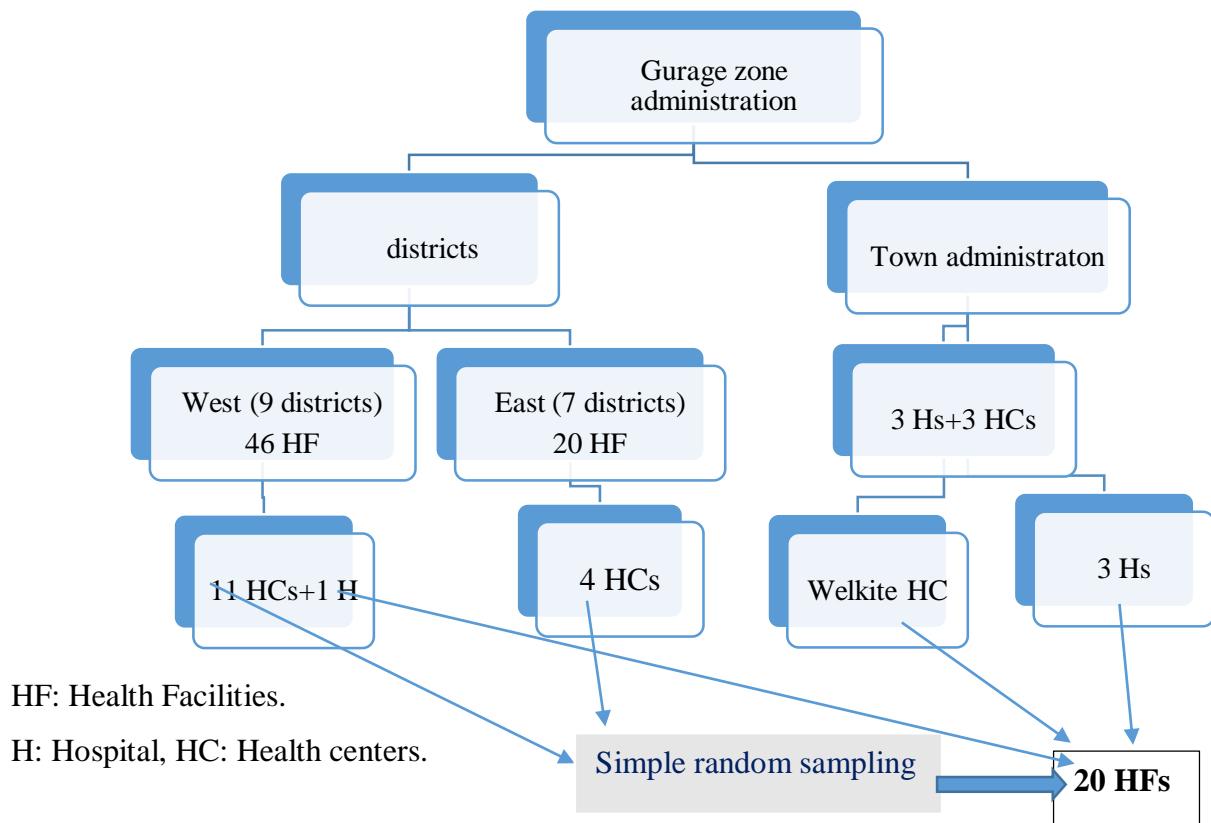 Gurage zone
administration
districts
Town administraton
West (9 districts)
46 HF
East (7 districts)
20 HF
3 Hs+3 HCs
11 HCs+1 H
4 HCs
Welkite HC
3 Hs
HF: Health Facilities.
H: Hospital, HC: Health centers.
Simple random sampling
20 HFs